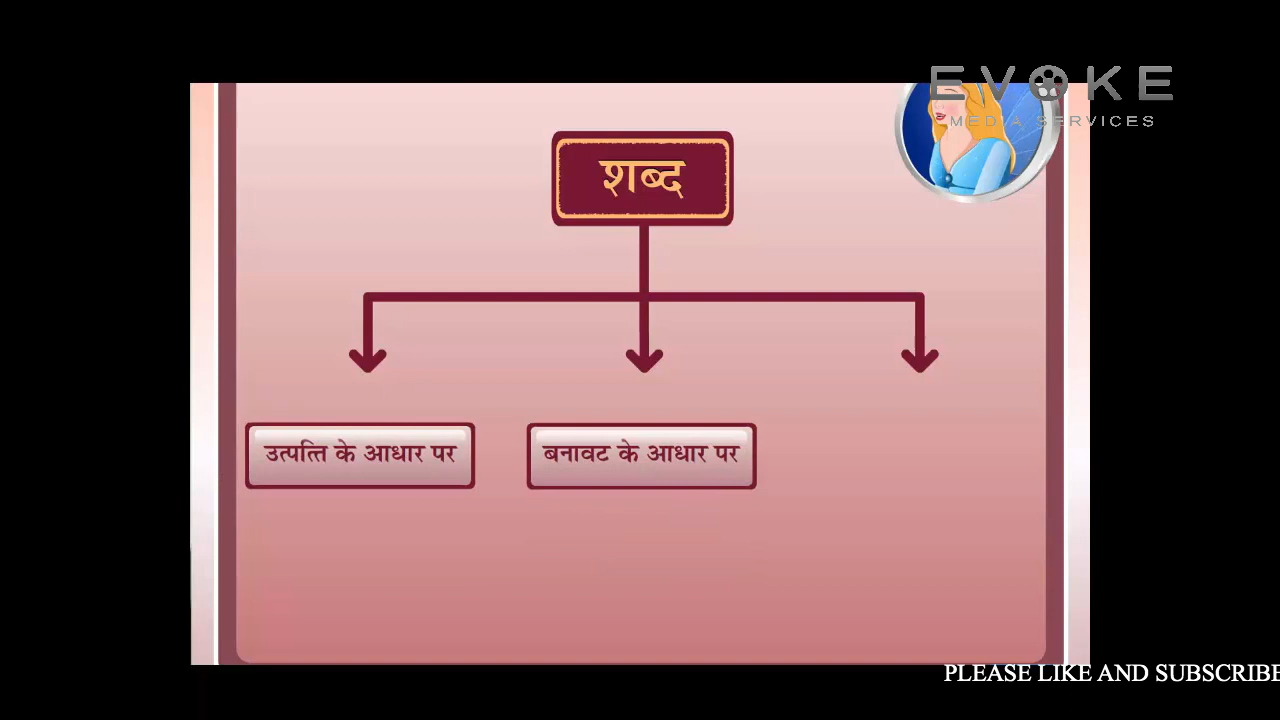 EVOKE
MEDIA SERVICES
शब्द
उत्पत्ति के आधार पर
बनावट के आधार पर
PLEASE LIKE AND SUBSCRIBE